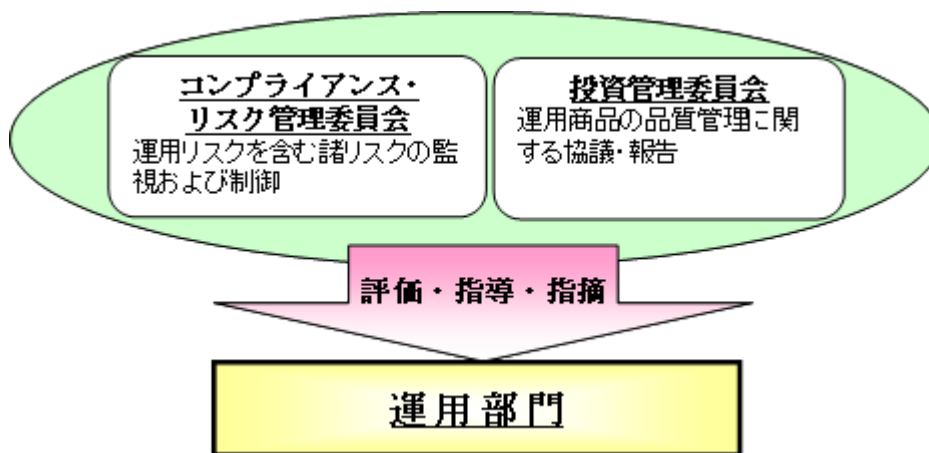 コンプライアンス・
リスク管理委員会
運用リスクを含む諸リスクの監
視および制御
投資管理委員会
運用商品の品質管理に関
する協議・報告
評価・指導・指摘
運用部門